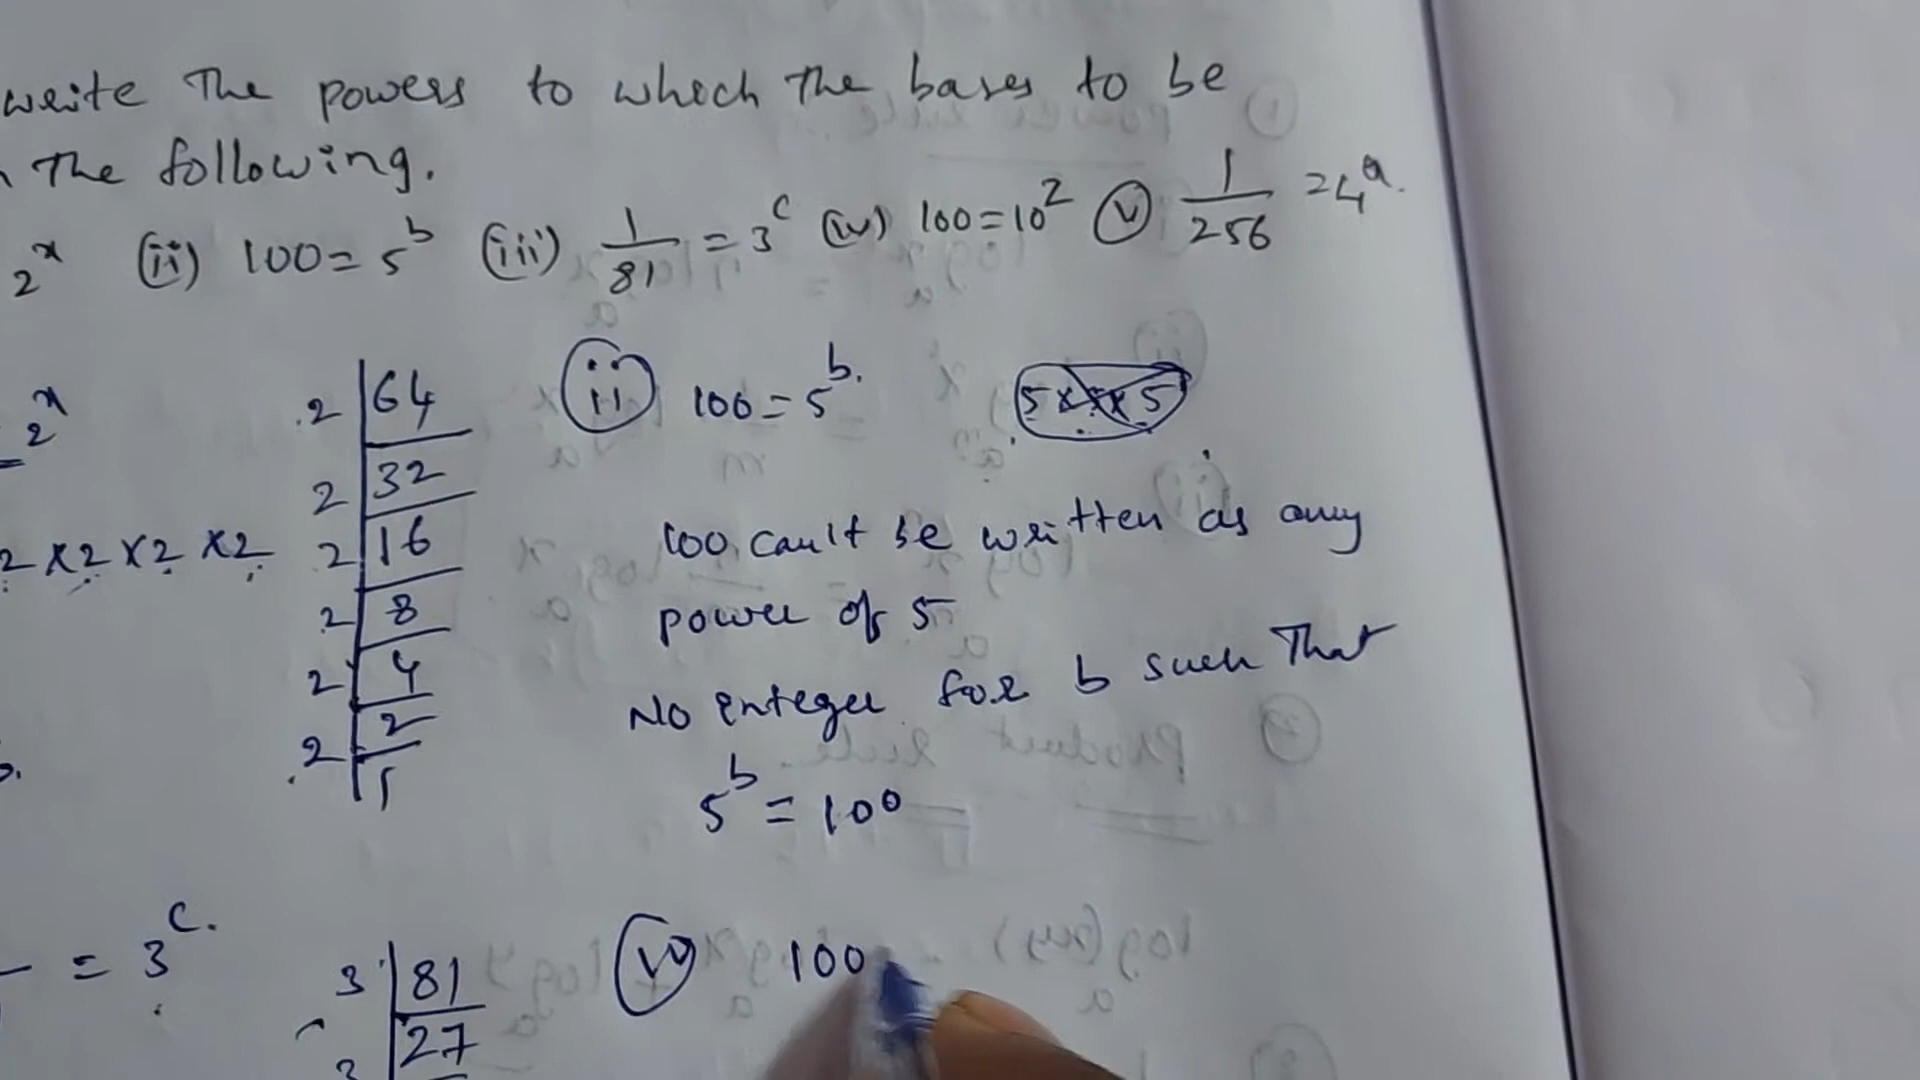 write The powers to which the bases to be
The following.
2^x (ii) 100 = 5^b (iii) 1/81 = 3^c (iv) 100 = 10^2 (v) 1/256 = 4^a.
= 2^x
2 × 2 × 2 × 2
2 | 64
2 | 32
2 | 16
2 | 8
2 | 4
2 | 2
1
(ii) 100 = 5^b.
100 can't be written as any
power of 5
No integer for b such That
5^b = 100
= 3^c.
3 | 81
3 | 27
(iv) 100